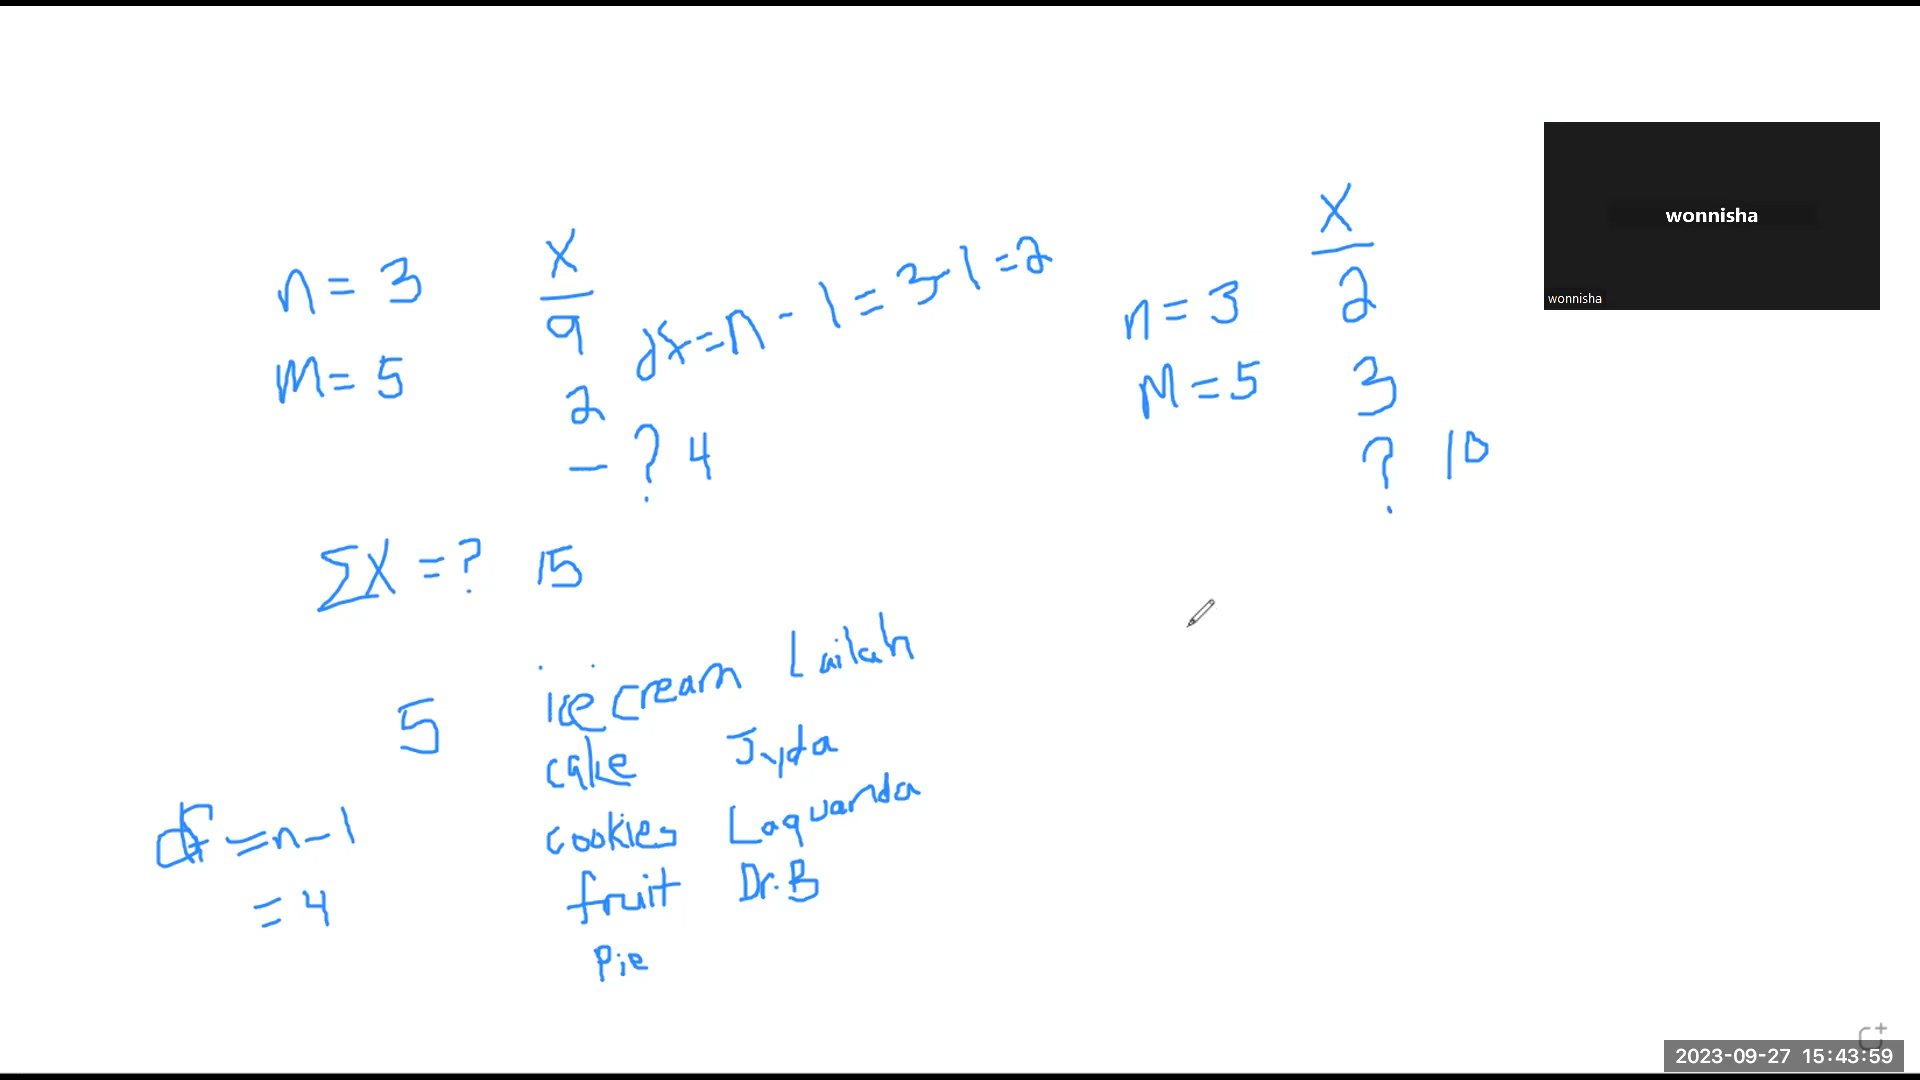 n = 3
M = 5
X
9
2
— ? 4
df = n - 1 = 3 - 1 = 2
ΣX = ? 15
n = 3
M = 5
X
2
3
? 10
5
ice cream Lailah
cake Jyda
cookies Laquanda
fruit Dr. B
pie
df = n - 1
= 4
wonnisha
wonnisha
2023-09-27 15:43:59